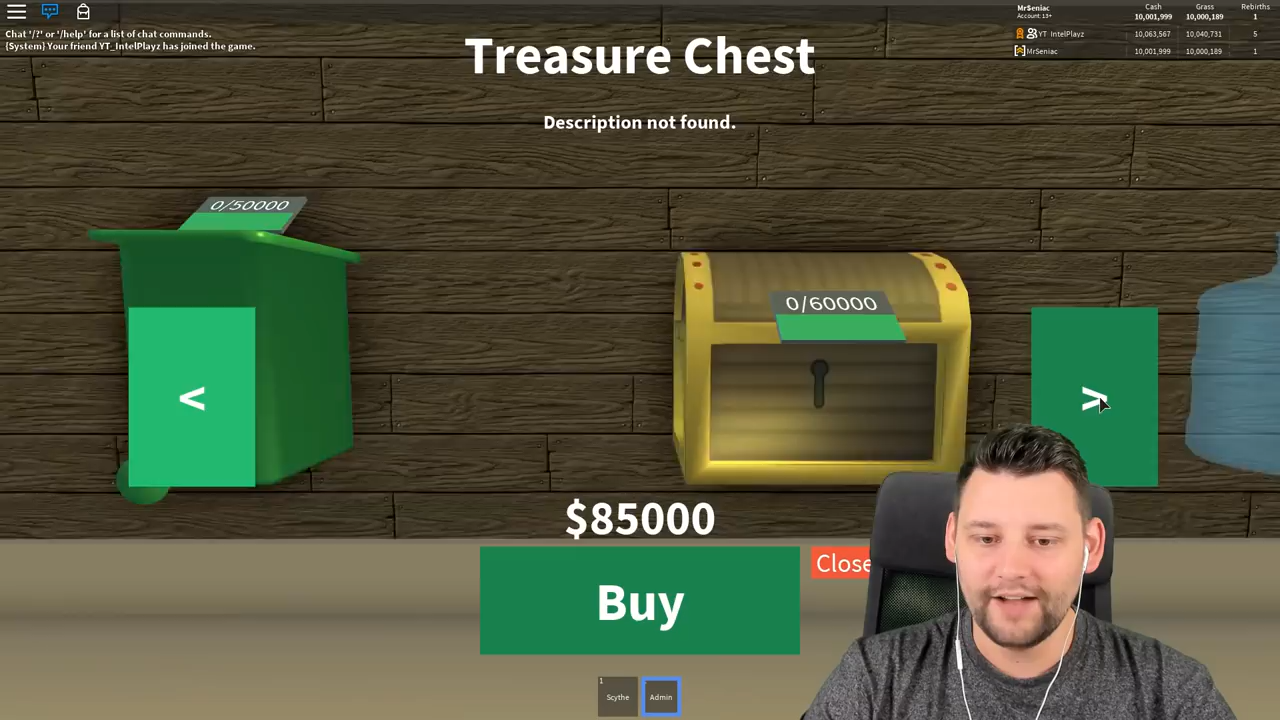 Chat '/?' or '/help' for a list of chat commands.
{System} Your friend YT_IntelPlayz has joined the game.
MrSeniac
Account: 13+
Cash Grass Rebirths
10,001,999 10,000,189 1
YT IntelPlayz 10,063,567 10,040,731 5
MrSeniac 10,001,999 10,000,189 1
Treasure Chest
Description not found.
0/50000
0/60000
<
>
$85000
Close
Buy
1
Scythe
Admin